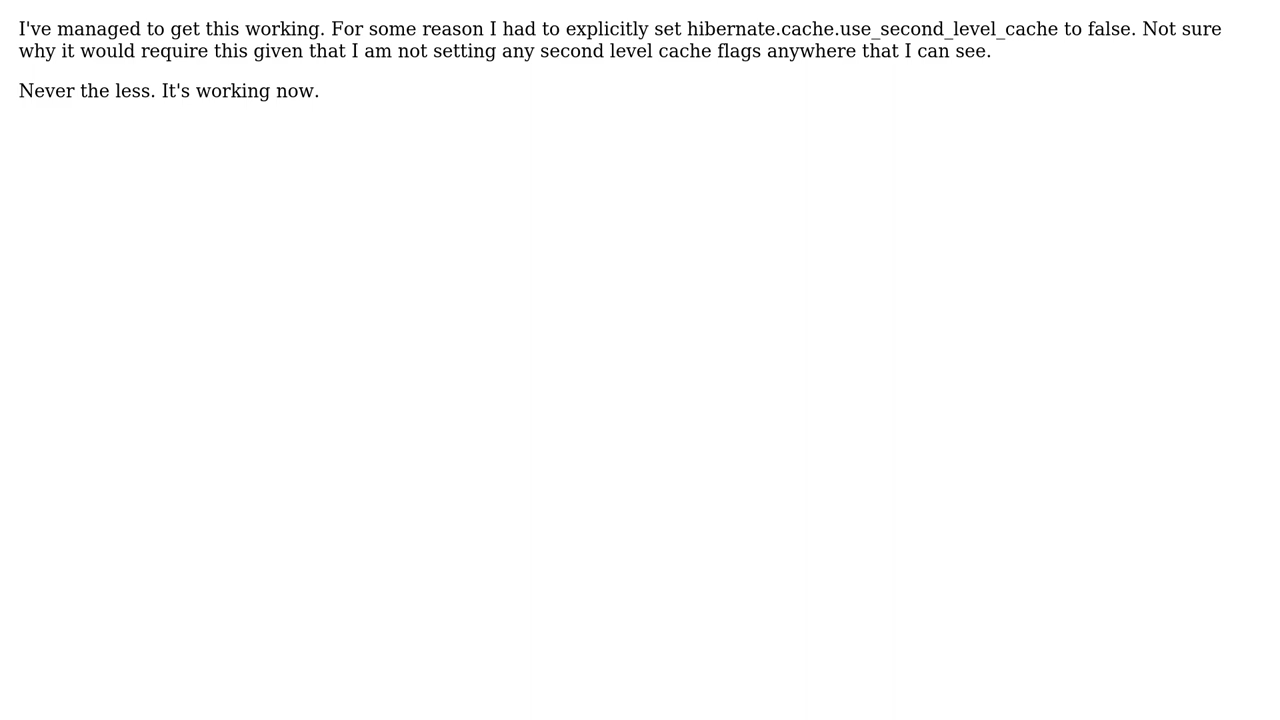 I've managed to get this working. For some reason I had to explicitly set hibernate.cache.use_second_level_cache to false. Not sure
why it would require this given that I am not setting any second level cache flags anywhere that I can see.
Never the less. It's working now.